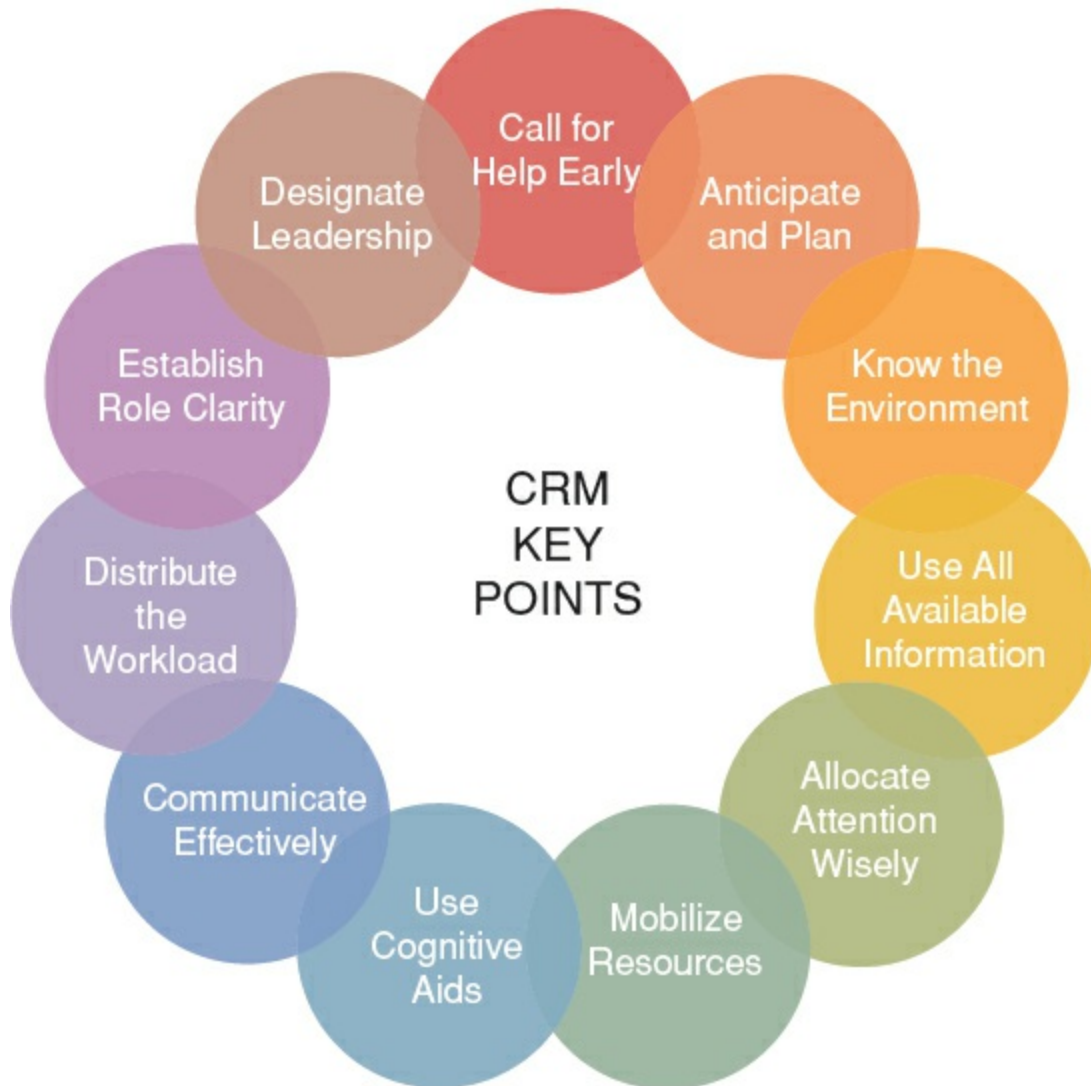 Call for
Help Early
Anticipate
and Plan
Know the
Environment
Use All
Available
Information
Allocate
Attention
Wisely
Mobilize
Resources
Use
Cognitive
Aids
Communicate
Effectively
Distribute
the
Workload
Establish
Role Clarity
Designate
Leadership
CRM
KEY
POINTS